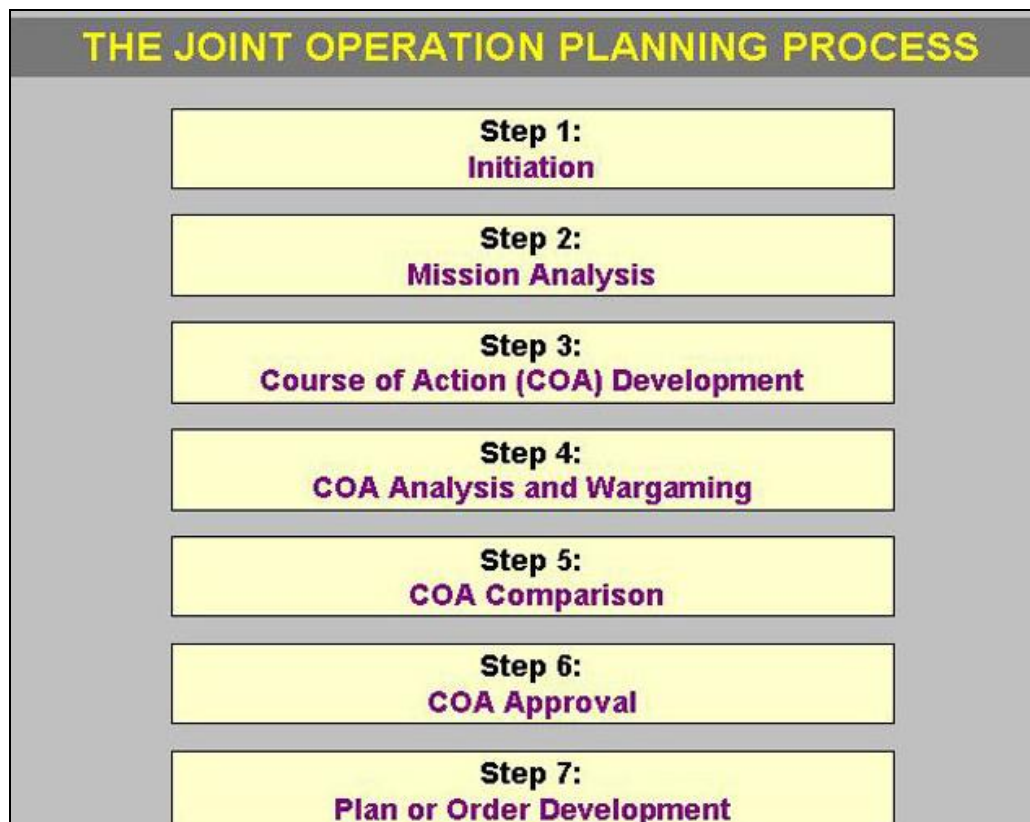 THE JOINT OPERATION PLANNING PROCESS
Step 1:
Initiation
Step 2:
Mission Analysis
Step 3:
Course of Action (COA) Development
Step 4:
COA Analysis and Wargaming
Step 5:
COA Comparison
Step 6:
COA Approval
Step 7:
Plan or Order Development